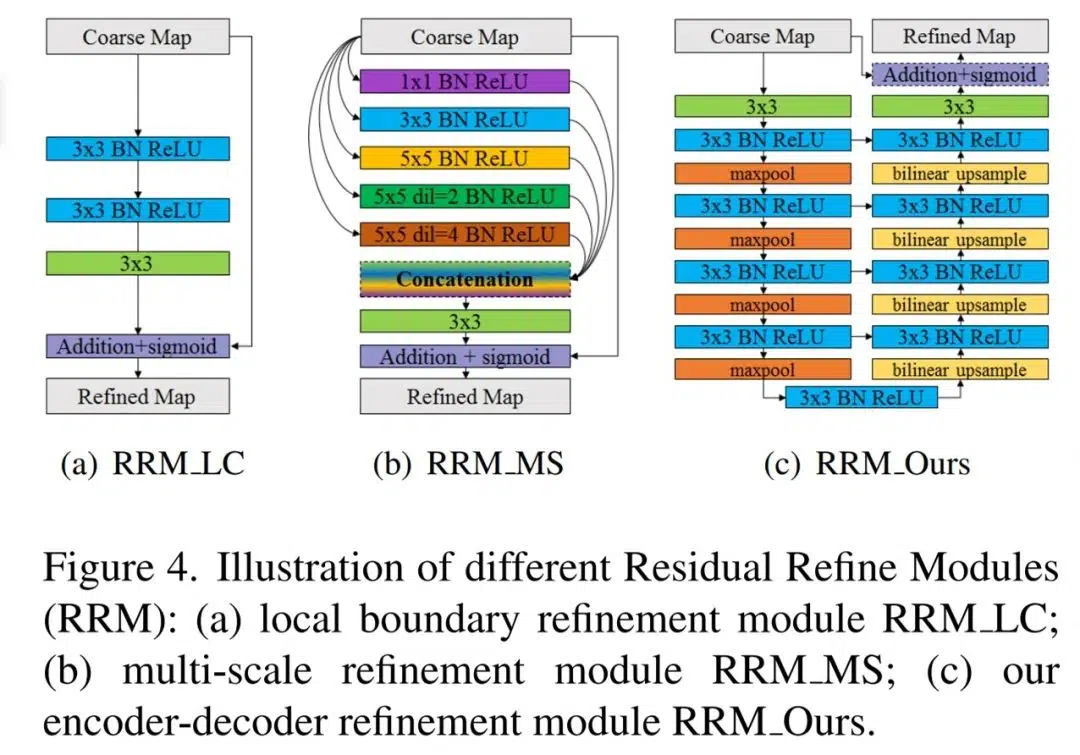 Coarse Map
3x3 BN ReLU
3x3 BN ReLU
3x3
Addition+sigmoid
Refined Map
(a) RRM_LC
Coarse Map
1x1 BN ReLU
3x3 BN ReLU
5x5 BN ReLU
5x5 dil=2 BN ReLU
5x5 dil=4 BN ReLU
Concatenation
3x3
Addition + sigmoid
Refined Map
(b) RRM_MS
Coarse Map
3x3
3x3 BN ReLU
maxpool
3x3 BN ReLU
maxpool
3x3 BN ReLU
maxpool
3x3 BN ReLU
maxpool
3x3 BN ReLU
Refined Map
Addition+sigmoid
3x3
3x3 BN ReLU
bilinear upsample
3x3 BN ReLU
bilinear upsample
3x3 BN ReLU
bilinear upsample
3x3 BN ReLU
bilinear upsample
(c) RRM_Ours
Figure 4. Illustration of different Residual Refine Modules
(RRM): (a) local boundary refinement module RRM_LC;
(b) multi-scale refinement module RRM_MS; (c) our
encoder-decoder refinement module RRM_Ours.